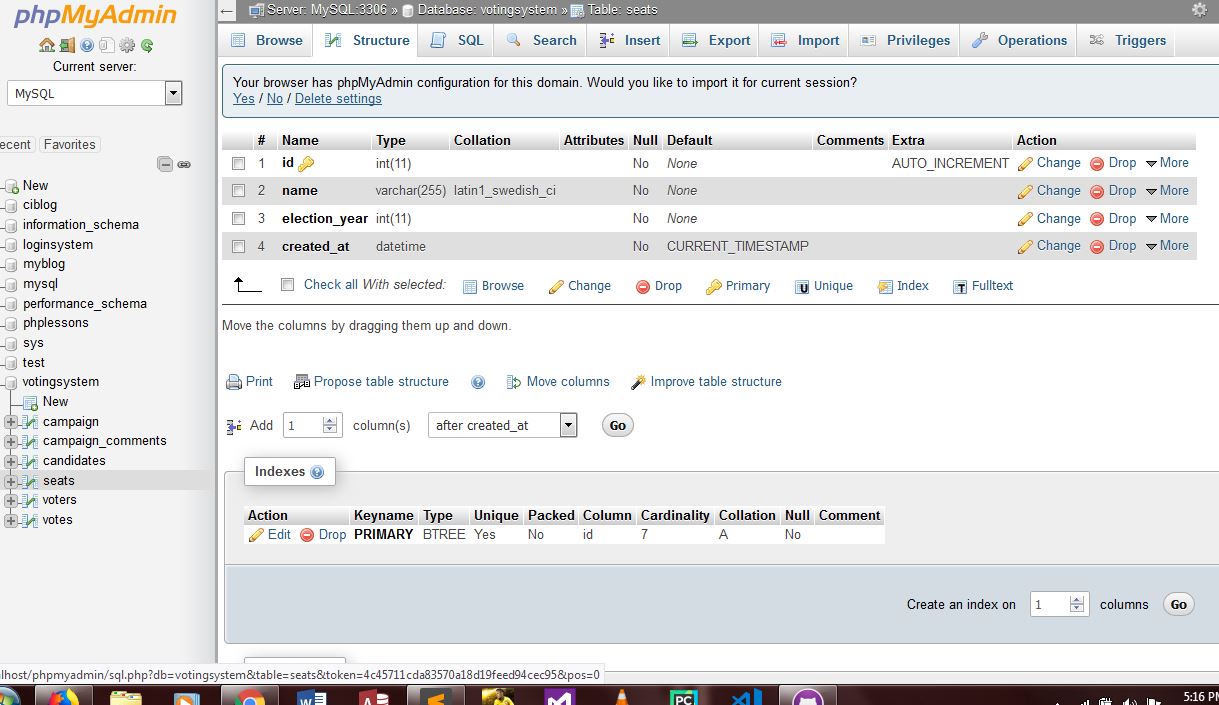 phpMyAdmin
Current server:
MySQL
ecent Favorites
New
ciblog
information_schema
loginsystem
myblog
mysql
performance_schema
phplessons
sys
test
votingsystem
New
campaign
campaign_comments
candidates
seats
voters
votes
Server: MySQL:3306 » Database: votingsystem » Table: seats
Browse Structure SQL Search Insert Export Import Privileges Operations Triggers
Your browser has phpMyAdmin configuration for this domain. Would you like to import it for current session?
Yes / No / Delete settings
# Name Type Collation Attributes Null Default Comments Extra Action
1 id int(11) No None AUTO_INCREMENT Change Drop More
2 name varchar(255) latin1_swedish_ci No None Change Drop More
3 election_year int(11) No None Change Drop More
4 created_at datetime No CURRENT_TIMESTAMP Change Drop More
Check all With selected: Browse Change Drop Primary Unique Index Fulltext
Move the columns by dragging them up and down.
Print Propose table structure Move columns Improve table structure
Add 1 column(s) after created_at Go
Indexes
Action Keyname Type Unique Packed Column Cardinality Collation Null Comment
Edit Drop PRIMARY BTREE Yes No id 7 A No
Create an index on 1 columns Go
lhost/phpmyadmin/sql.php?db=votingsystem&table=seats&token=4c45711cda83570a18d19feed94cec95&pos=0
5:16 PM